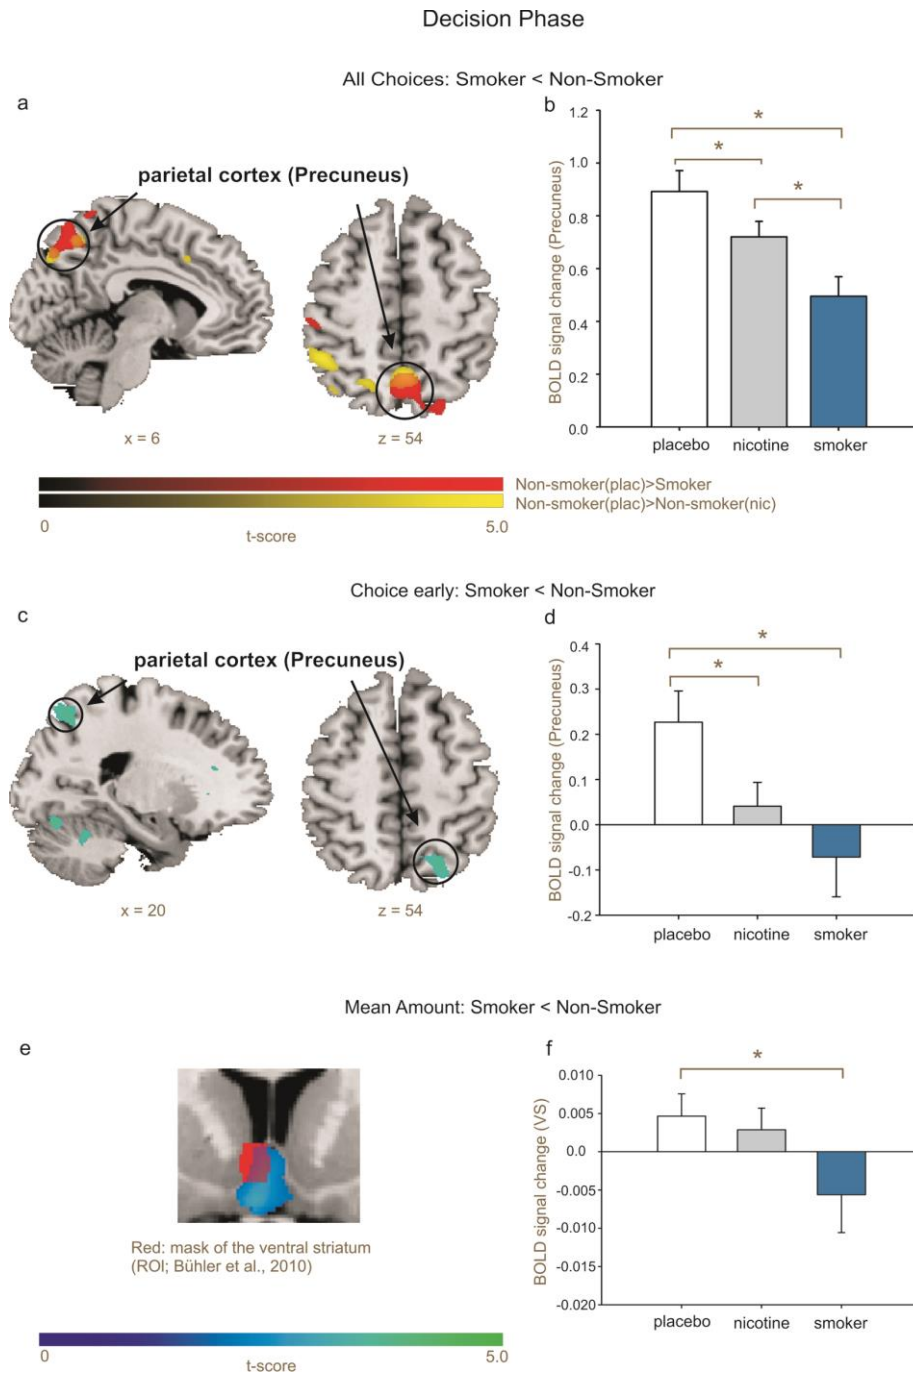 Decision Phase
All Choices: Smoker < Non-Smoker
a
parietal cortex (Precuneus)
x = 6
z = 54
b
BOLD signal change (Precuneus)
1.2
1.0
0.8
0.6
0.4
0.2
0.0
*
*
*
placebo
nicotine
smoker
Non-smoker(plac)>Smoker
Non-smoker(plac)>Non-smoker(nic)
0
5.0
t-score
Choice early: Smoker < Non-Smoker
c
parietal cortex (Precuneus)
x = 20
z = 54
d
BOLD signal change (Precuneus)
0.4
0.3
0.2
0.1
0.0
-0.1
-0.2
*
*
placebo
nicotine
smoker
Mean Amount: Smoker < Non-Smoker
e
Red: mask of the ventral striatum
(ROI; Bühler et al., 2010)
0
5.0
t-score
f
BOLD signal change (VS)
0.010
0.005
0.0
-0.005
-0.010
-0.015
-0.020
*
placebo
nicotine
smoker